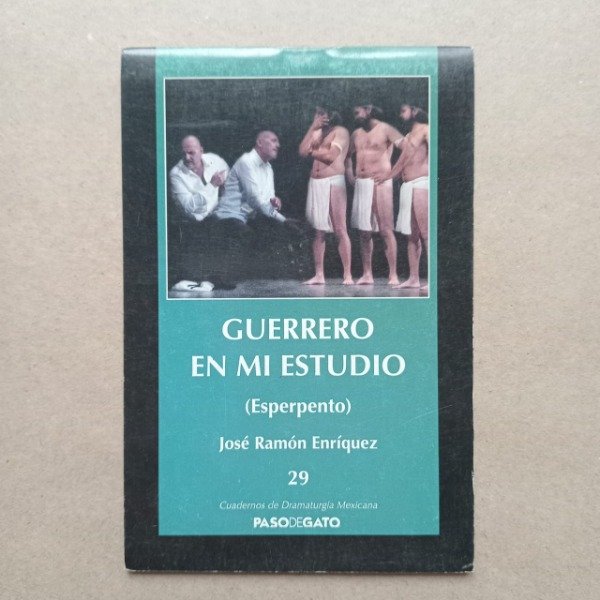 GUERRERO
EN MI ESTUDIO
(Esperpento)
José Ramón Enríquez
29
Cuadernos de Dramaturgia Mexicana
PASODEGATO